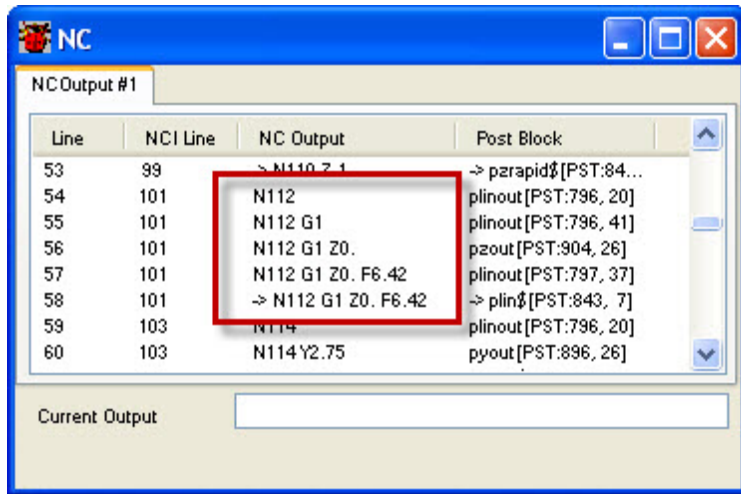 NC
NCOutput #1
Line NCI Line NC Output Post Block
53 99 -> N110 Z.1 -> pzrapid$[PST:84...
54 101 N112 plinout[PST:796, 20]
55 101 N112 G1 plinout[PST:796, 41]
56 101 N112 G1 Z0. pzout[PST:904, 26]
57 101 N112 G1 Z0. F6.42 plinout[PST:797, 37]
58 101 -> N112 G1 Z0. F6.42 -> plin$[PST:843, 7]
59 103 N114 plinout[PST:796, 20]
60 103 N114 Y2.75 pyout[PST:896, 26]
Current Output